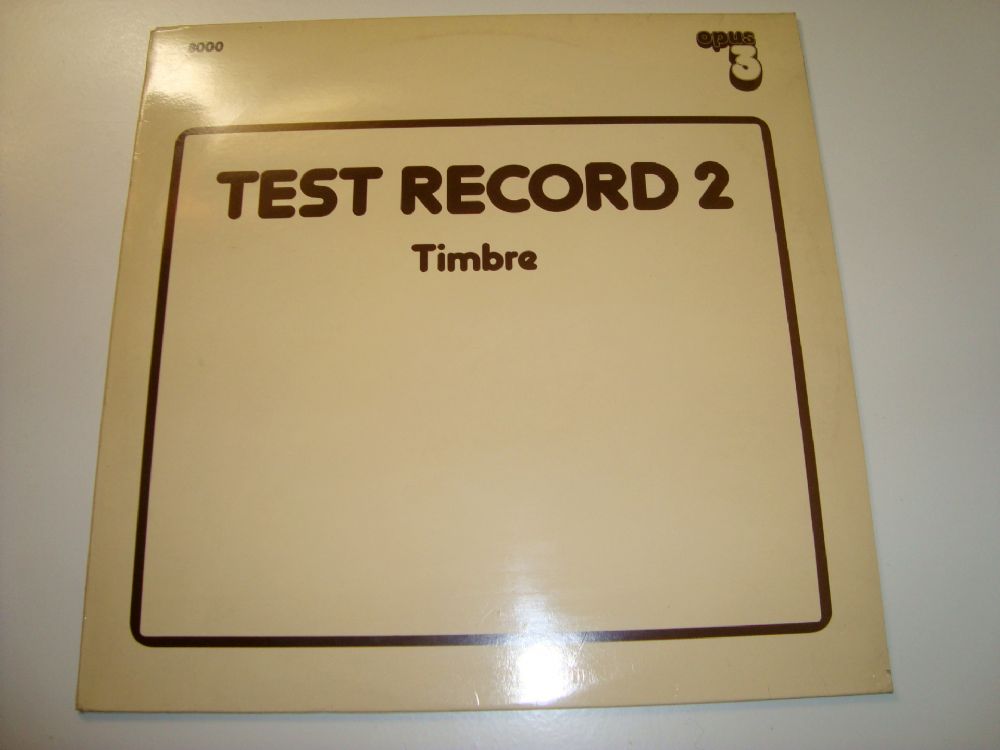 8000
opus
3
TEST RECORD 2
Timbre